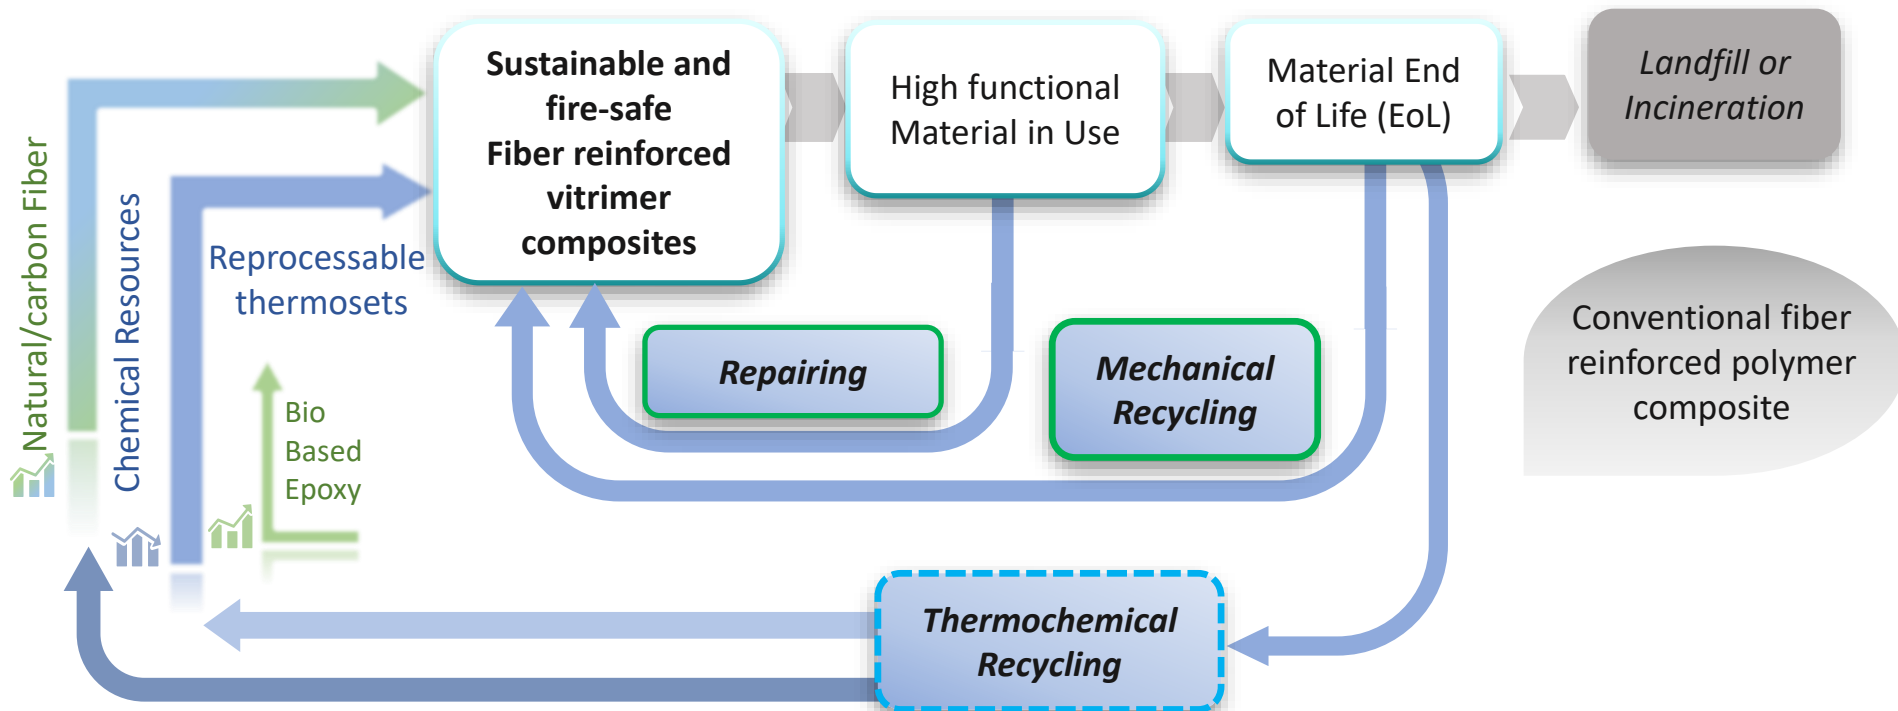 Sustainable and
fire-safe
Fiber reinforced
vitrimer
composites
High functional
Material in Use
Material End
of Life (EoL)
Landfill or
Incineration
Natural/carbon Fiber
Chemical Resources
Reprocessable
thermosets
Bio
Based
Epoxy
Repairing
Mechanical
Recycling
Conventional fiber
reinforced polymer
composite
Thermochemical
Recycling